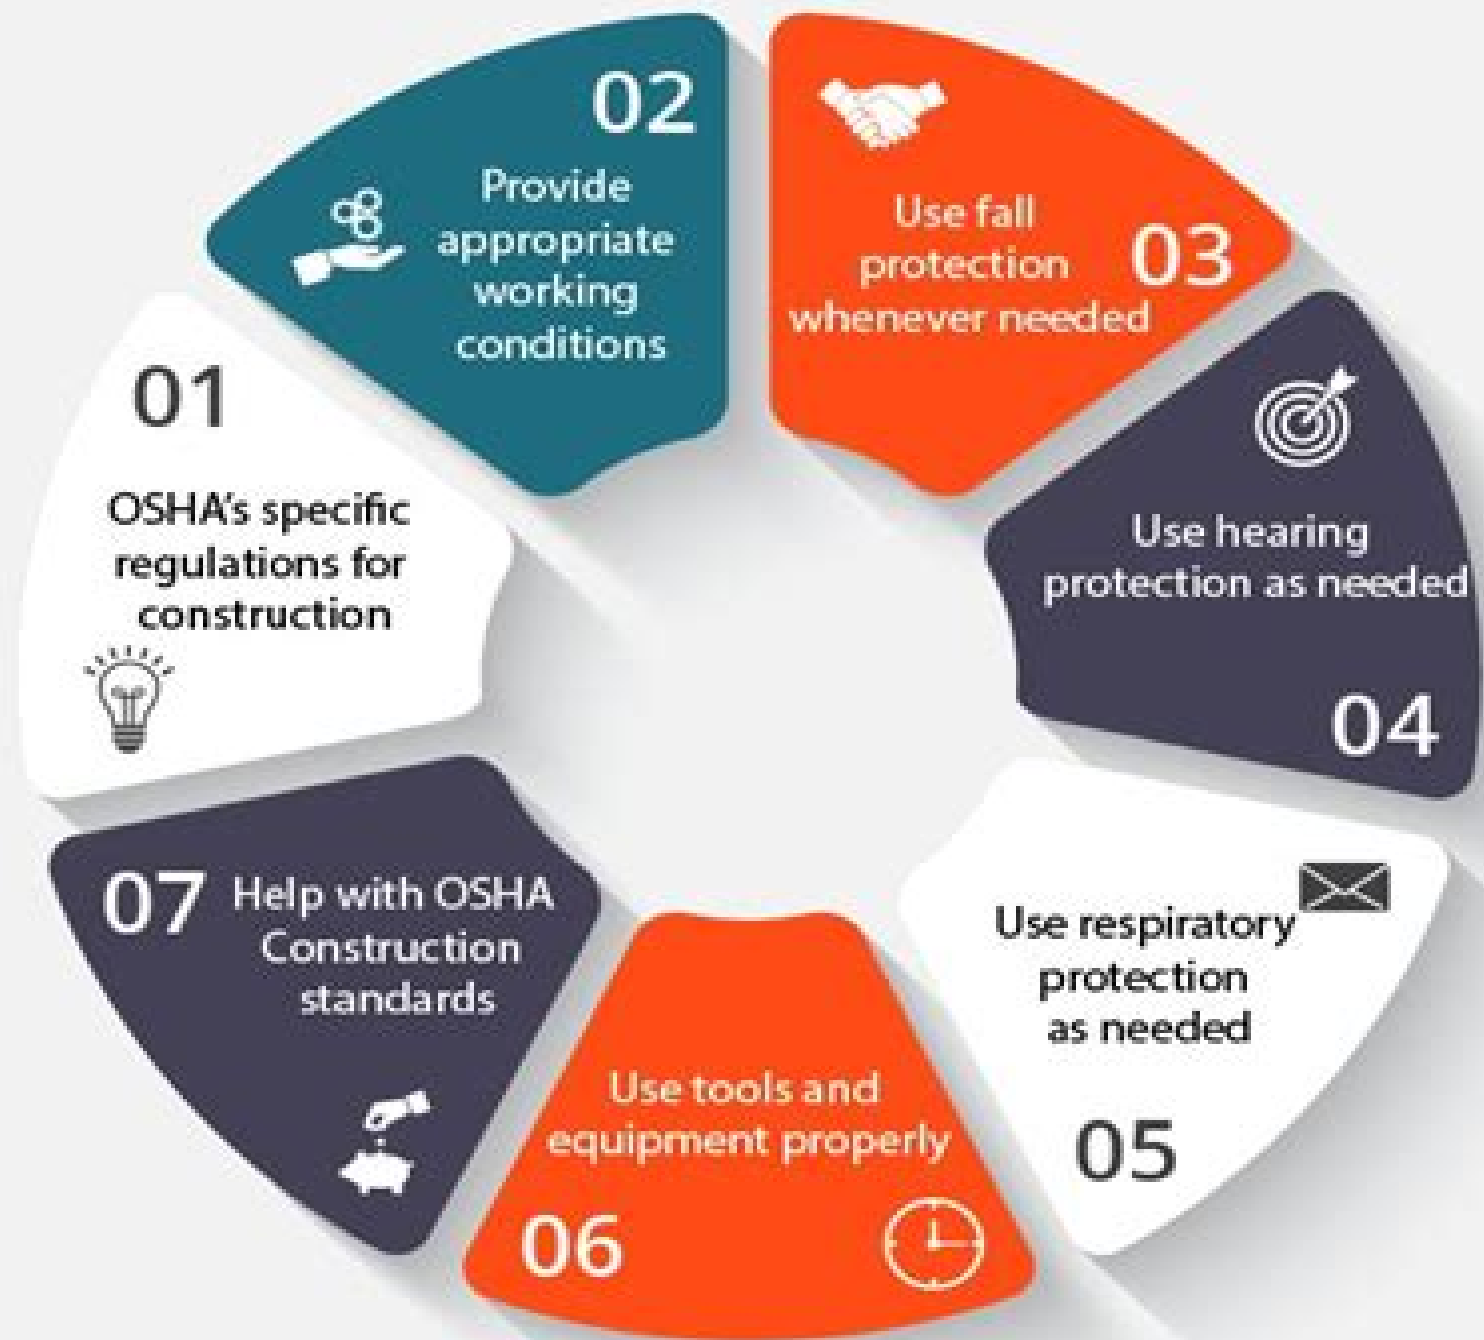 01
OSHA's specific
regulations for
construction
02
Provide
appropriate
working
conditions
03
Use fall
protection
whenever needed
Use hearing
protection as needed
04
Use respiratory
protection
as needed
05
Use tools and
equipment properly
06
07
Help with OSHA
Construction
standards